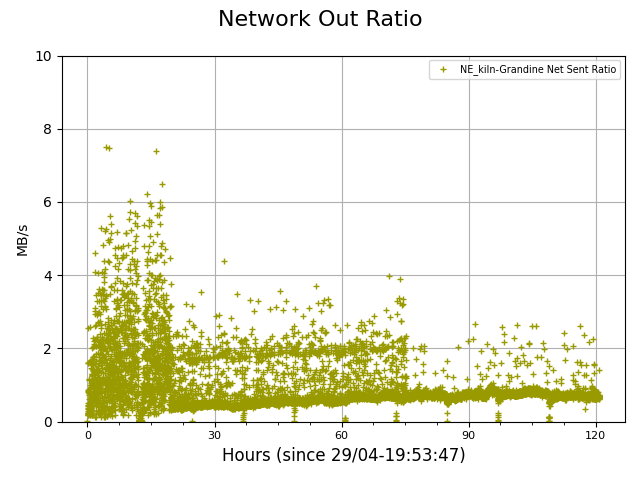 Network Out Ratio
NE_kiln-Grandine Net Sent Ratio
10
8
6
4
2
0
MB/s
0 30 60 90 120
Hours (since 29/04-19:53:47)